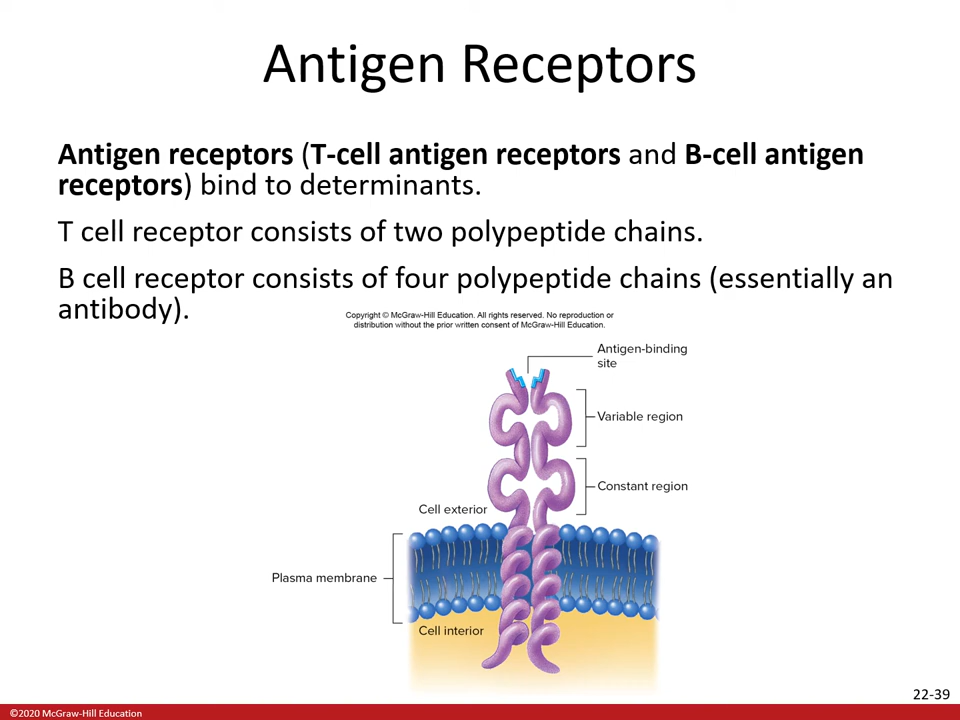 Antigen Receptors
Antigen receptors (T-cell antigen receptors and B-cell antigen
receptors) bind to determinants.
T cell receptor consists of two polypeptide chains.
B cell receptor consists of four polypeptide chains (essentially an
antibody).
Copyright © McGraw-Hill Education. All rights reserved. No reproduction or
distribution without the prior written consent of McGraw-Hill Education.
Antigen-binding
site
Variable region
Constant region
Cell exterior
Plasma membrane
Cell interior
22-39
©2020 McGraw-Hill Education